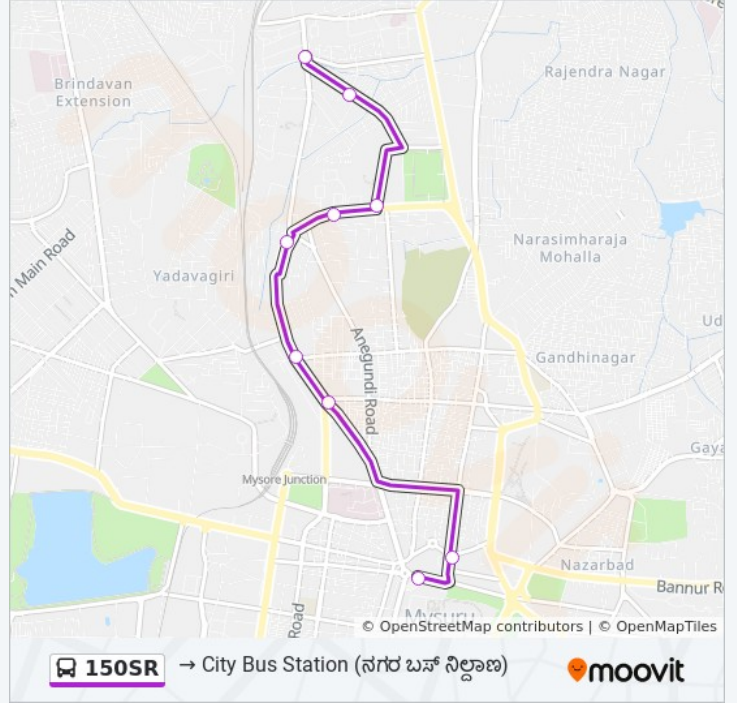 Brindavan
Extension
Rajendra Nagar
Narasimharaja
Mohalla
Main Road
Yadavagiri
Anegundi Road
Gandhinagar
Ud
Gaya
Mysore Junction
Nazarbad
Bannur R
Road
Mysuru
© OpenStreetMap contributors | © OpenMapTiles
150SR → City Bus Station (ನಗರ ಬಸ್ ನಿಲ್ದಾಣ) moovit